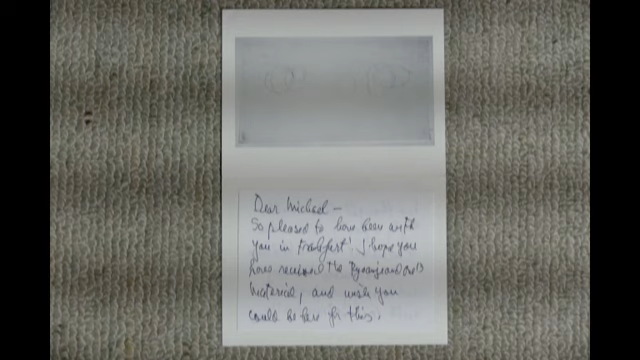 Dear Michael —
So pleased to have been with
you in Frankfurt! I hope you
have received the
material, and wish you
could be here for this.